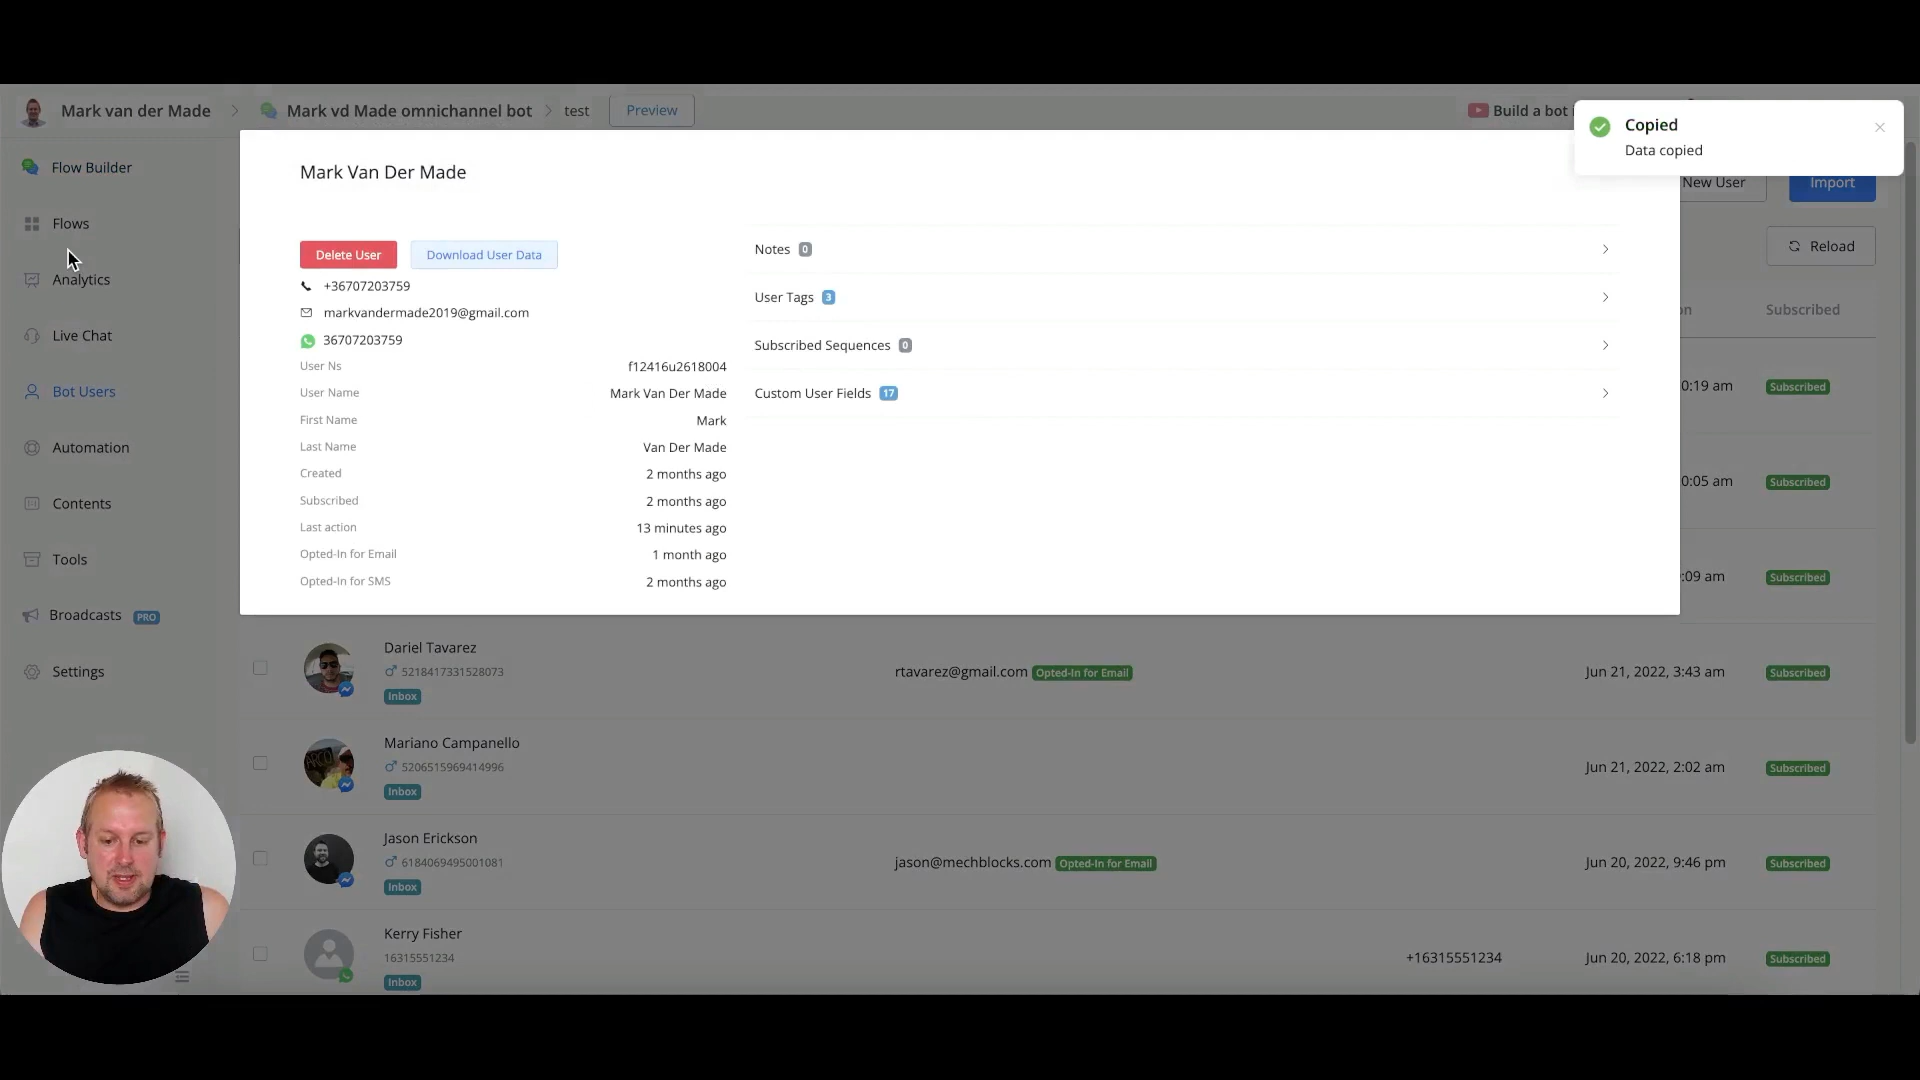 Mark van der Made > Mark vd Made omnichannel bot > test Preview
Build a bot
Copied
Data copied
Flow Builder
Flows
Analytics
Live Chat
Bot Users
Automation
Contents
Tools
Broadcasts PRO
Settings
New User Import
Reload
Subscribed
Mark Van Der Made
Delete User Download User Data
+36707203759
markvandermade2019@gmail.com
36707203759
User Ns f12416u2618004
User Name Mark Van Der Made
First Name Mark
Last Name Van Der Made
Created 2 months ago
Subscribed 2 months ago
Last action 13 minutes ago
Opted-In for Email 1 month ago
Opted-In for SMS 2 months ago
Notes 0
User Tags 3
Subscribed Sequences 0
Custom User Fields 17
0:19 am Subscribed
0:05 am Subscribed
:09 am Subscribed
Dariel Tavarez
5218417331528073
Inbox
rtavarez@gmail.com Opted-In for Email Jun 21, 2022, 3:43 am Subscribed
Mariano Campanello
5206515969414996
Inbox
Jun 21, 2022, 2:02 am Subscribed
Jason Erickson
6184069495001081
Inbox
jason@mechblocks.com Opted-In for Email Jun 20, 2022, 9:46 pm Subscribed
Kerry Fisher
16315551234
Inbox
+16315551234 Jun 20, 2022, 6:18 pm Subscribed